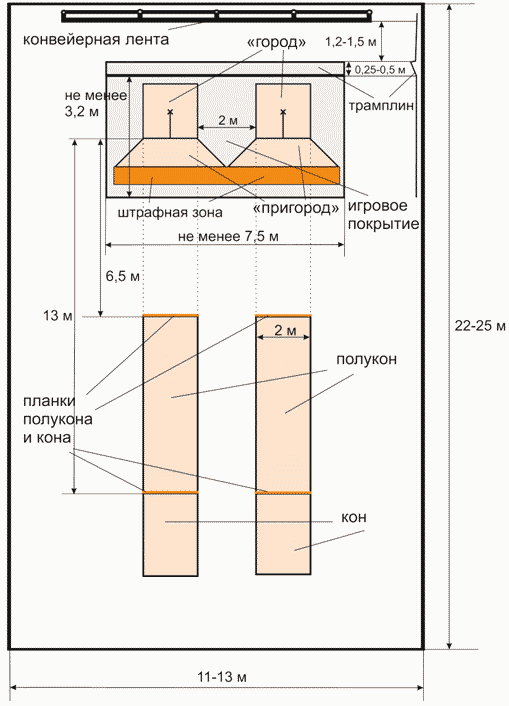 конвейерная лента
«город»
1,2-1,5 м
0,25-0,5 м
не менее
3,2 м
трамплин
2 м
штрафная зона
«пригород»
игровое
покрытие
не менее 7,5 м
6,5 м
13 м
22-25 м
2 м
полукон
планки
полукона
и кона
кон
11-13 м